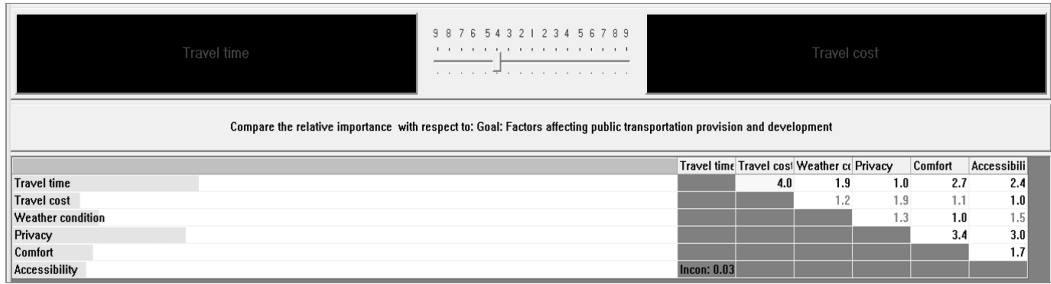 9 8 7 6 5 4 3 2 1 2 3 4 5 6 7 8 9
Travel time
Travel cost
Compare the relative importance with respect to: Goal: Factors affecting public transportation provision and development
Travel time Travel cost Weather co Privacy Comfort Accessibili
Travel time 4.0 1.9 1.0 2.7 2.4
Travel cost 1.2 1.9 1.1 1.0
Weather condition 1.3 1.0 1.5
Privacy 3.4 3.0
Comfort 1.7
Accessibility Incon: 0.03